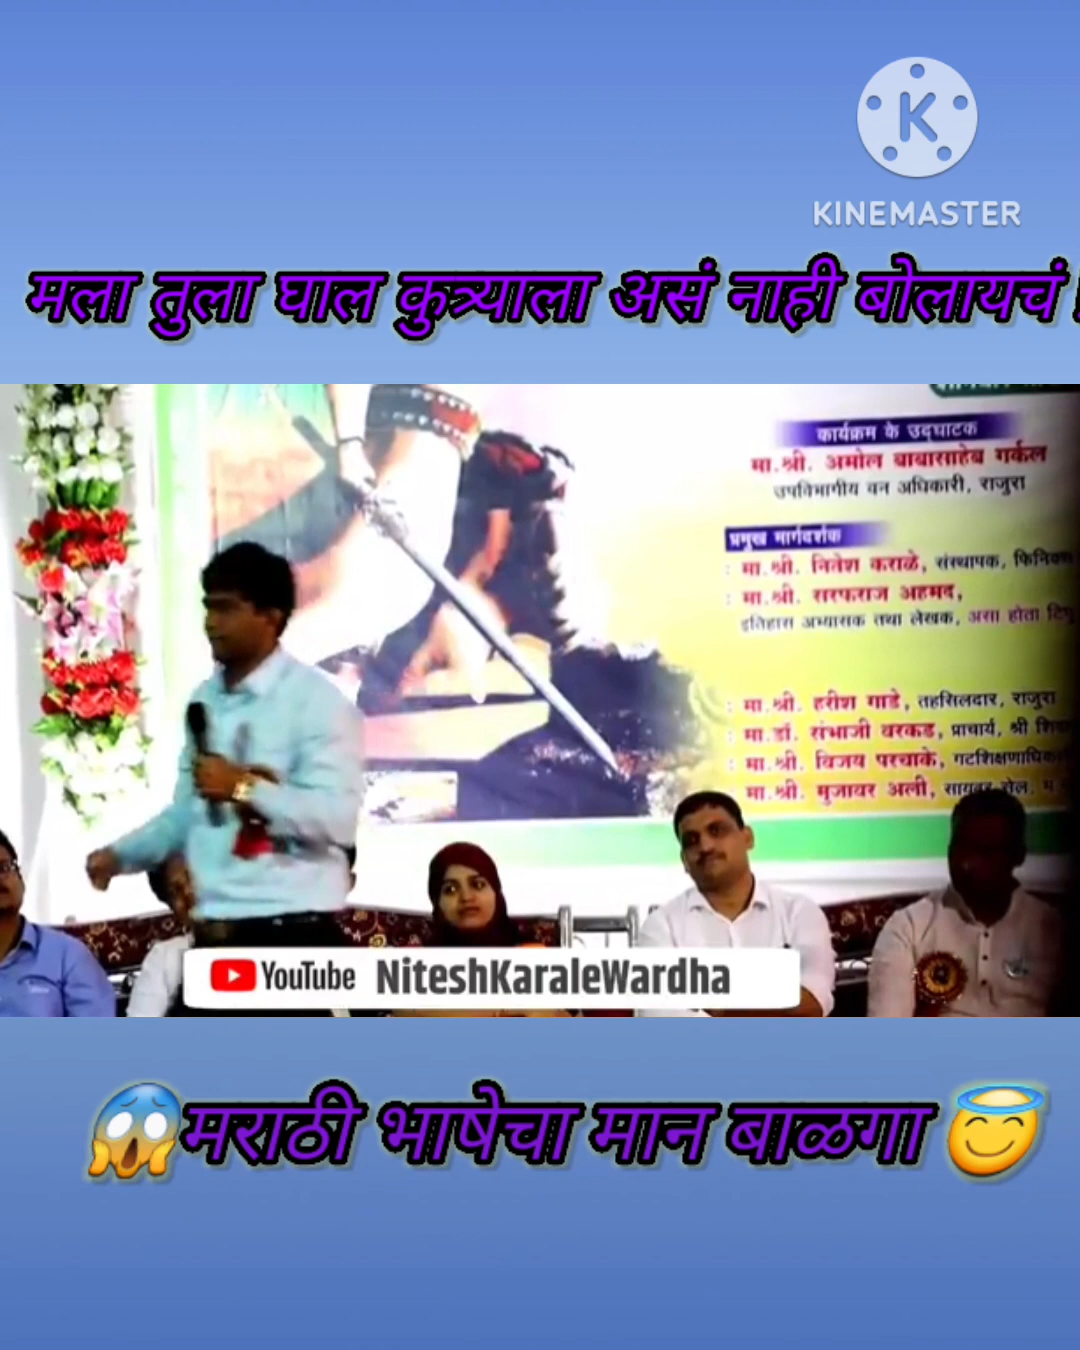 K
KINEMASTER
मला तुला घाल कुत्र्याला असं नाही बोलायचं
कार्यक्रम के उद्घाटक
मा.श्री. अमोल बाबासाहेब गर्कल
उपविभागीय वन अधिकारी, राजुरा
प्रमुख मार्गदर्शक
: मा.श्री. नितेश कराळे, संस्थापक, फिनिक्स
: मा.श्री. सरफराज अहमद,
इतिहास अभ्यासक तथा लेखक, असा होता
: मा.श्री. हरीश गाडे, तहसिलदार, राजुरा
: मा.डॉ. संभाजी वरकड, प्राचार्य, श्री
: मा.श्री. विजय परचाके,
: मा.श्री. मुजावर अली,
YouTube NiteshKaraleWardha
😱मराठी भाषेचा मान बाळगा 😇